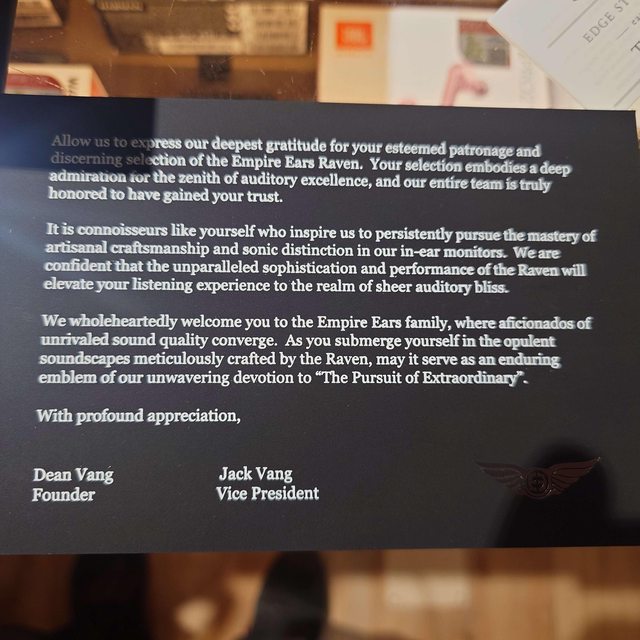 JBL
EDGE ST
Allow us to express our deepest gratitude for your esteemed patronage and
discerning selection of the Empire Ears Raven.  Your selection embodies a deep
admiration for the zenith of auditory excellence, and our entire team is truly
honored to have gained your trust.
It is connoisseurs like yourself who inspire us to persistently pursue the mastery of
artisanal craftsmanship and sonic distinction in our in-ear monitors.  We are
confident that the unparalleled sophistication and performance of the Raven will
elevate your listening experience to the realm of sheer auditory bliss.
We wholeheartedly welcome you to the Empire Ears family, where aficionados of
unrivaled sound quality converge.  As you submerge yourself in the opulent
soundscapes meticulously crafted by the Raven, may it serve as an enduring
emblem of our unwavering devotion to “The Pursuit of Extraordinary”.
With profound appreciation,
Dean Vang
Founder
Jack Vang
Vice President